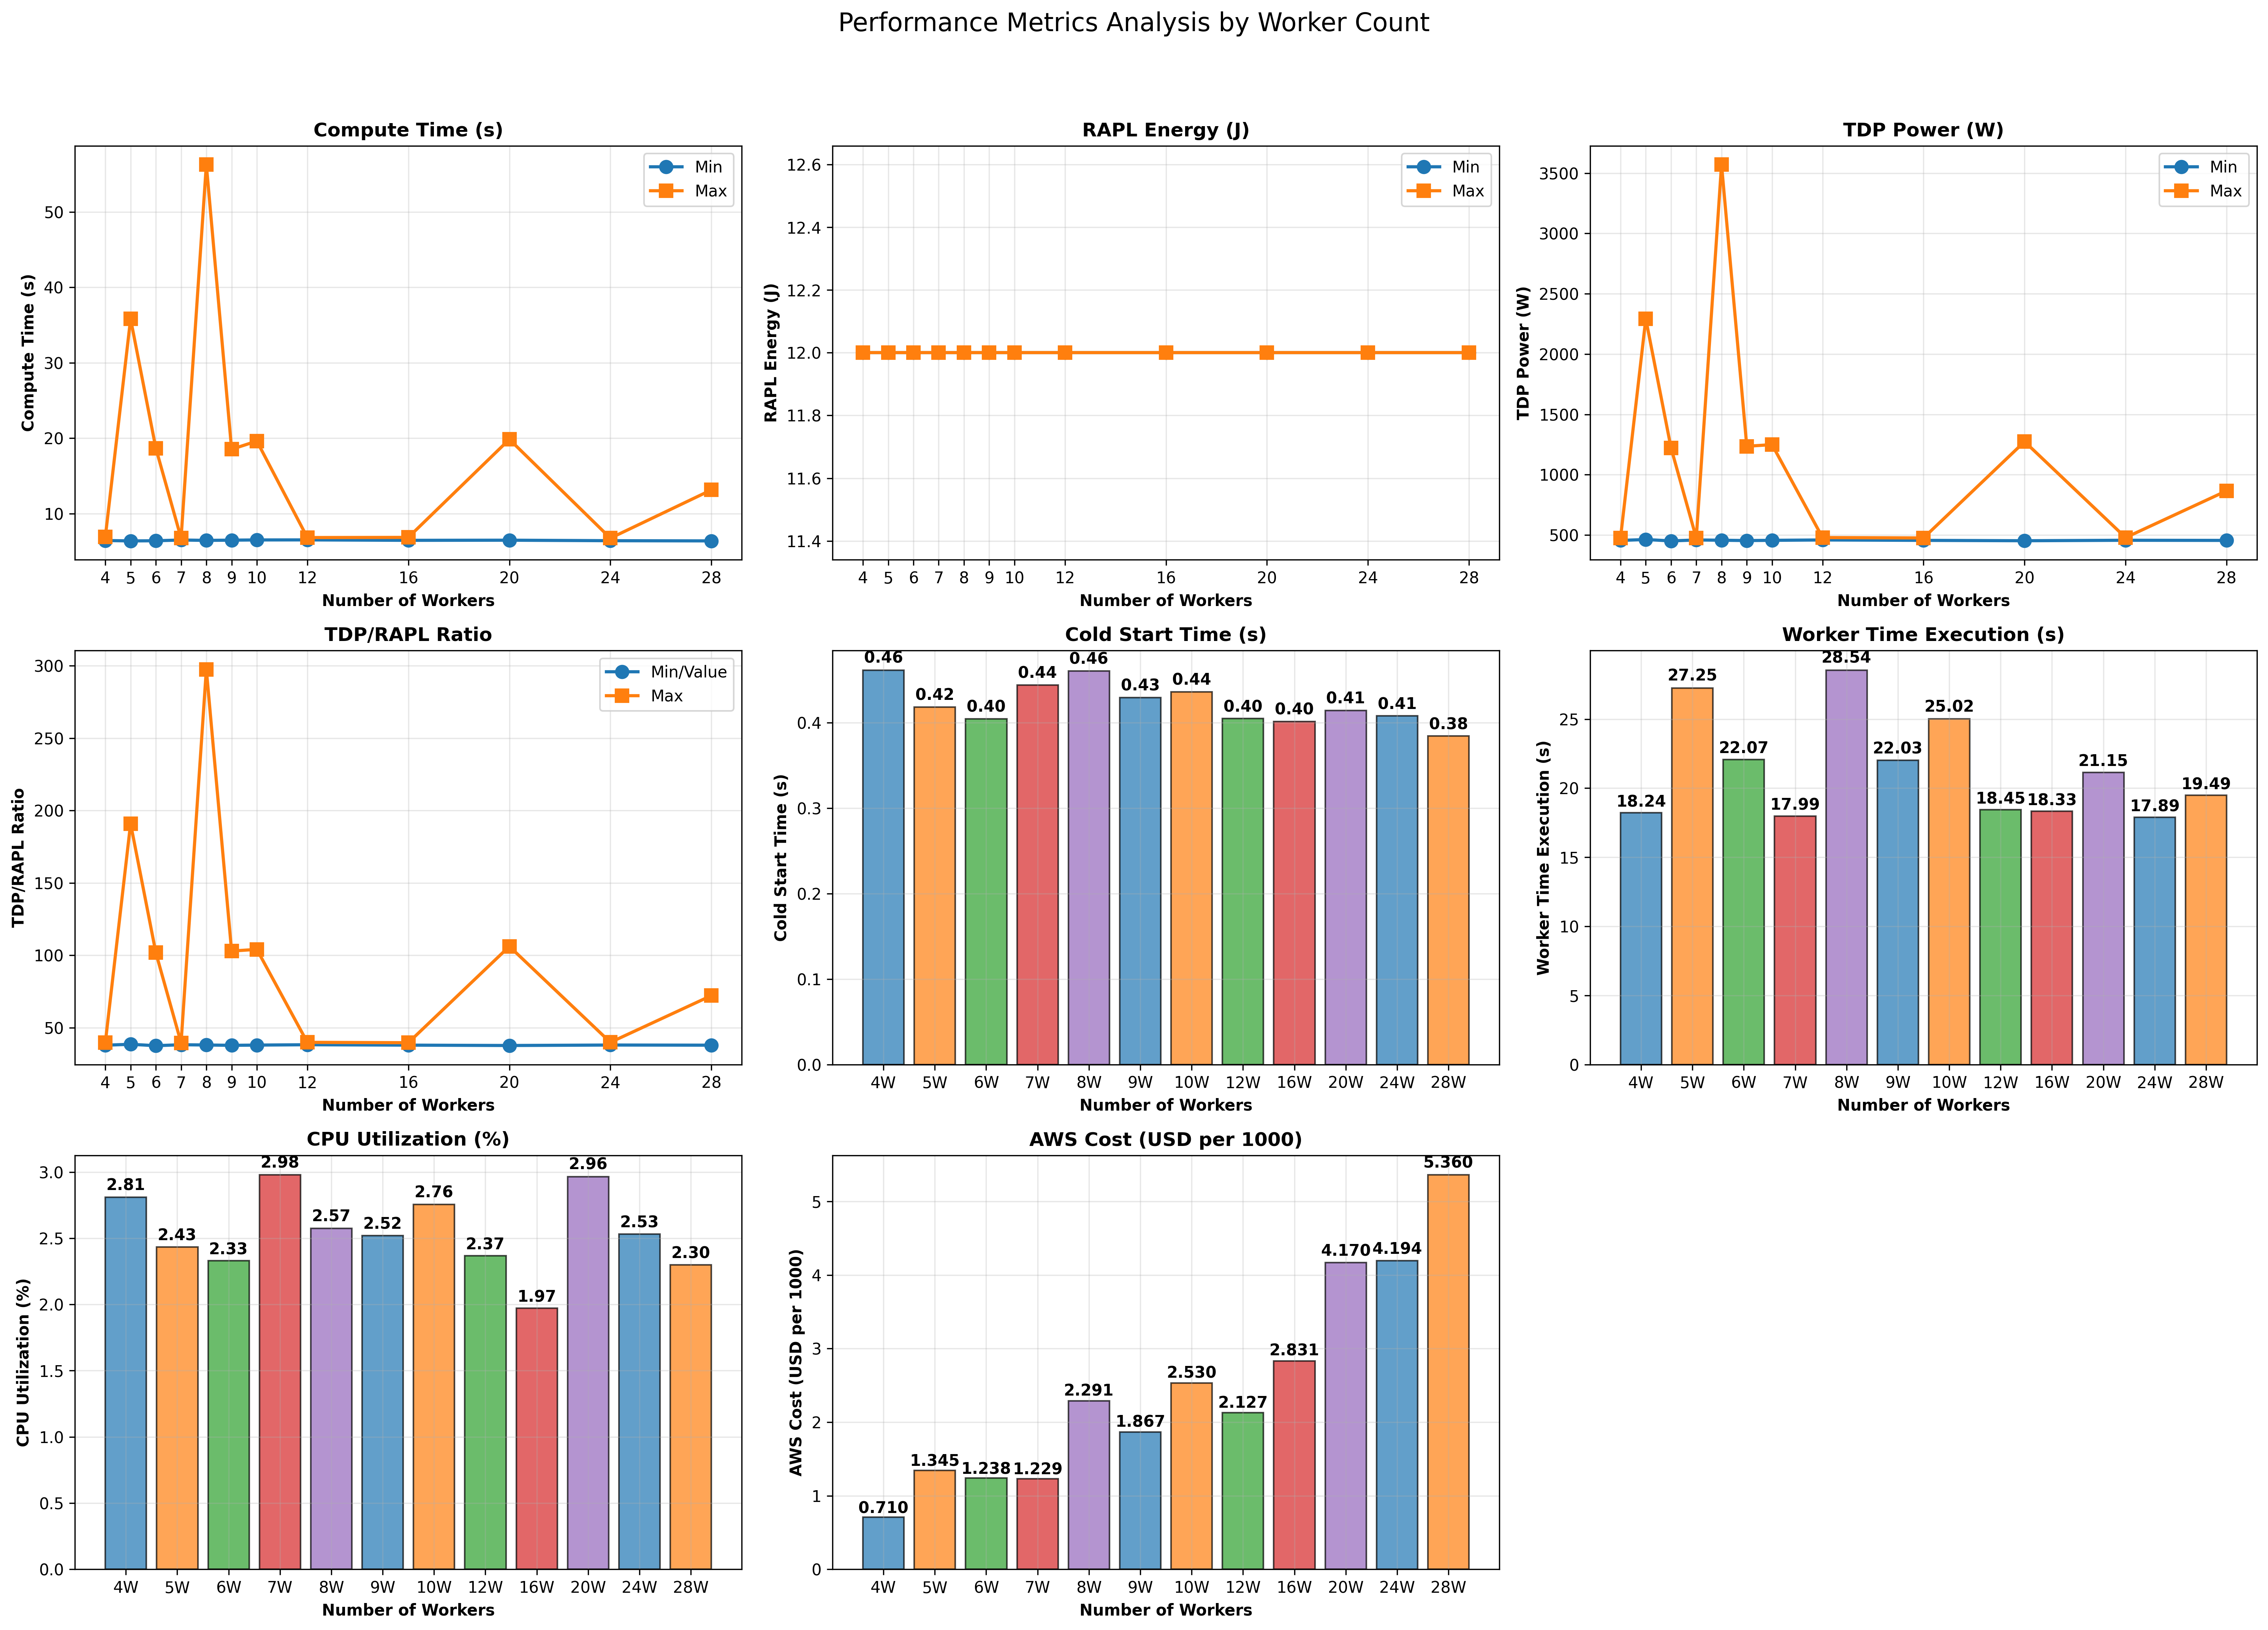 Performance Metrics Analysis by Worker Count
Compute Time (s)
Compute Time (s)
50
40
30
20
10
Min
Max
4 5 6 7 8 9 10 12 16 20 24 28
Number of Workers
RAPL Energy (J)
RAPL Energy (J)
12.6
12.4
12.2
12.0
11.8
11.6
11.4
Min
Max
4 5 6 7 8 9 10 12 16 20 24 28
Number of Workers
TDP Power (W)
TDP Power (W)
3500
3000
2500
2000
1500
1000
500
Min
Max
4 5 6 7 8 9 10 12 16 20 24 28
Number of Workers
TDP/RAPL Ratio
TDP/RAPL Ratio
300
250
200
150
100
50
Min/Value
Max
4 5 6 7 8 9 10 12 16 20 24 28
Number of Workers
Cold Start Time (s)
Cold Start Time (s)
0.4
0.3
0.2
0.1
0.0
0.46 0.42 0.40 0.44 0.46 0.43 0.44 0.40 0.40 0.41 0.41 0.38
4W 5W 6W 7W 8W 9W 10W 12W 16W 20W 24W 28W
Number of Workers
Worker Time Execution (s)
Worker Time Execution (s)
25
20
15
10
5
0
18.24 27.25 22.07 17.99 28.54 22.03 25.02 18.45 18.33 21.15 17.89 19.49
4W 5W 6W 7W 8W 9W 10W 12W 16W 20W 24W 28W
Number of Workers
CPU Utilization (%)
CPU Utilization (%)
3.0
2.5
2.0
1.5
1.0
0.5
0.0
2.81 2.43 2.33 2.98 2.57 2.52 2.76 2.37 1.97 2.96 2.53 2.30
4W 5W 6W 7W 8W 9W 10W 12W 16W 20W 24W 28W
Number of Workers
AWS Cost (USD per 1000)
AWS Cost (USD per 1000)
5
4
3
2
1
0
0.710 1.345 1.238 1.229 2.291 1.867 2.530 2.127 2.831 4.170 4.194 5.360
4W 5W 6W 7W 8W 9W 10W 12W 16W 20W 24W 28W
Number of Workers